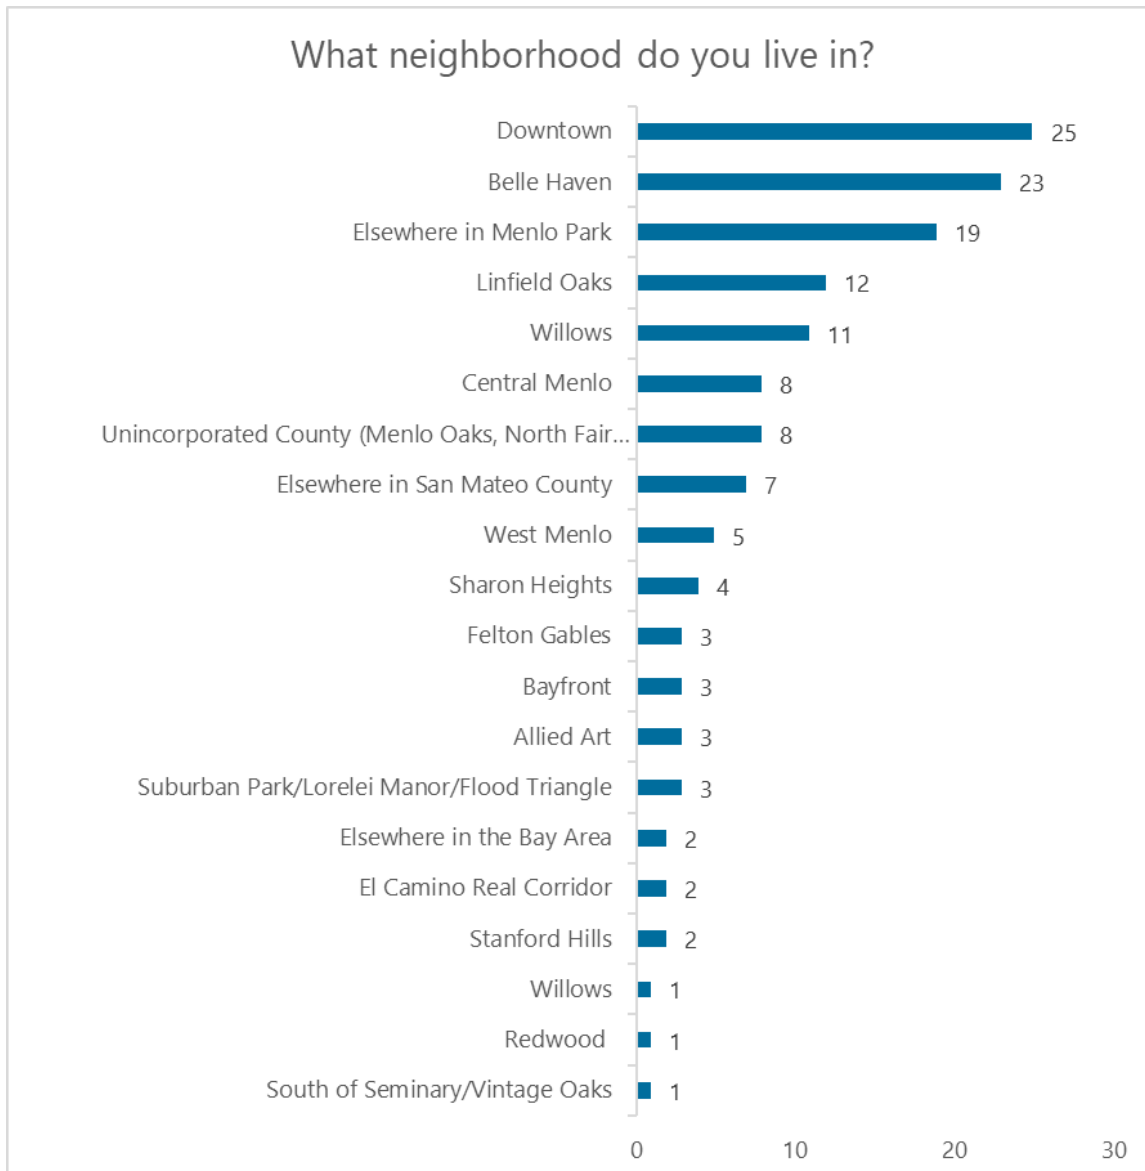 What neighborhood do you live in?
Downtown 25
Belle Haven 23
Elsewhere in Menlo Park 19
Linfield Oaks 12
Willows 11
Central Menlo 8
Unincorporated County (Menlo Oaks, North Fair... 8
Elsewhere in San Mateo County 7
West Menlo 5
Sharon Heights 4
Felton Gables 3
Bayfront 3
Allied Art 3
Suburban Park/Lorelei Manor/Flood Triangle 3
Elsewhere in the Bay Area 2
El Camino Real Corridor 2
Stanford Hills 2
Willows 1
Redwood 1
South of Seminary/Vintage Oaks 1
0 10 20 30